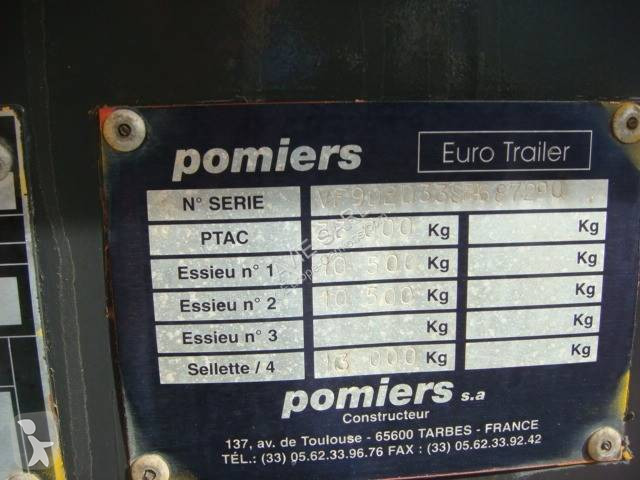 pomiers
Euro Trailer
N° SERIE
PTAC Kg Kg
Essieu n° 1 10 500 Kg Kg
Essieu n° 2 10 500 Kg Kg
Essieu n° 3 Kg Kg
Sellette / 4 13 000 Kg Kg
pomiers s.a
Constructeur
137, av. de Toulouse - 65600 TARBES - FRANCE
TÉL.: (33) 05.62.33.96.76 FAX : (33) 05.62.33.92.42